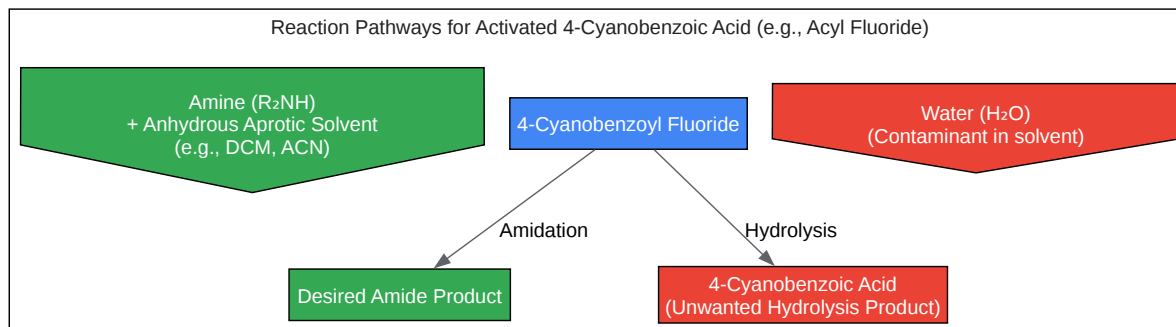 Reaction Pathways for Activated 4-Cyanobenzoic Acid (e.g., Acyl Fluoride)
Amine (R₂NH)
+ Anhydrous Aprotic Solvent
(e.g., DCM, ACN)
4-Cyanobenzoyl Fluoride
Water (H₂O)
(Contaminant in solvent)
Amidation
Hydrolysis
Desired Amide Product
4-Cyanobenzoic Acid
(Unwanted Hydrolysis Product)